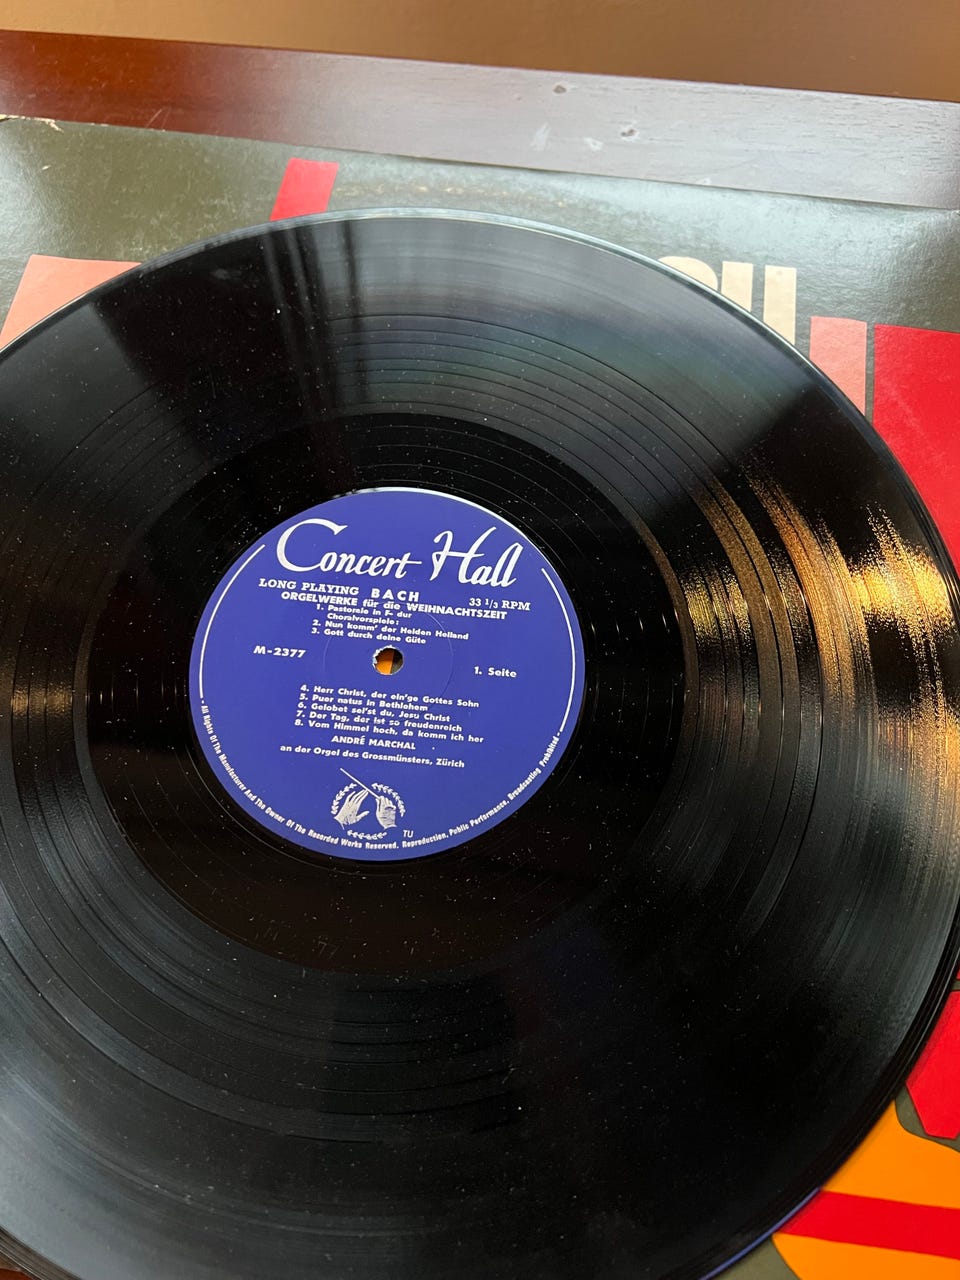 Concert Hall
LONG PLAYING BACH 33 1/3 RPM
ORGELWERKE für die WEIHNACHTSZEIT
1. Pastorale in F- dur
Choralvorspiele:
2. Nun komm' der Heiden Heiland
3. Gott durch deine Güte
M-2377
1. Seite
4. Herr Christ, der ein'ge Gottes Sohn
5. Puer natus in Bethlehem
6. Gelobet sei'st du, Jesu Christ
7. Der Tag, der ist so freudenreich
8. Vom Himmel hoch, da komm ich her
ANDRÉ MARCHAL
an der Orgel des Grossmünsters, Zürich
TU
- All Rights Of The Manufacturer And The Owner Of The Recorded Works Reserved. Reproduction, Public Performance, Broadcasting Prohibited -